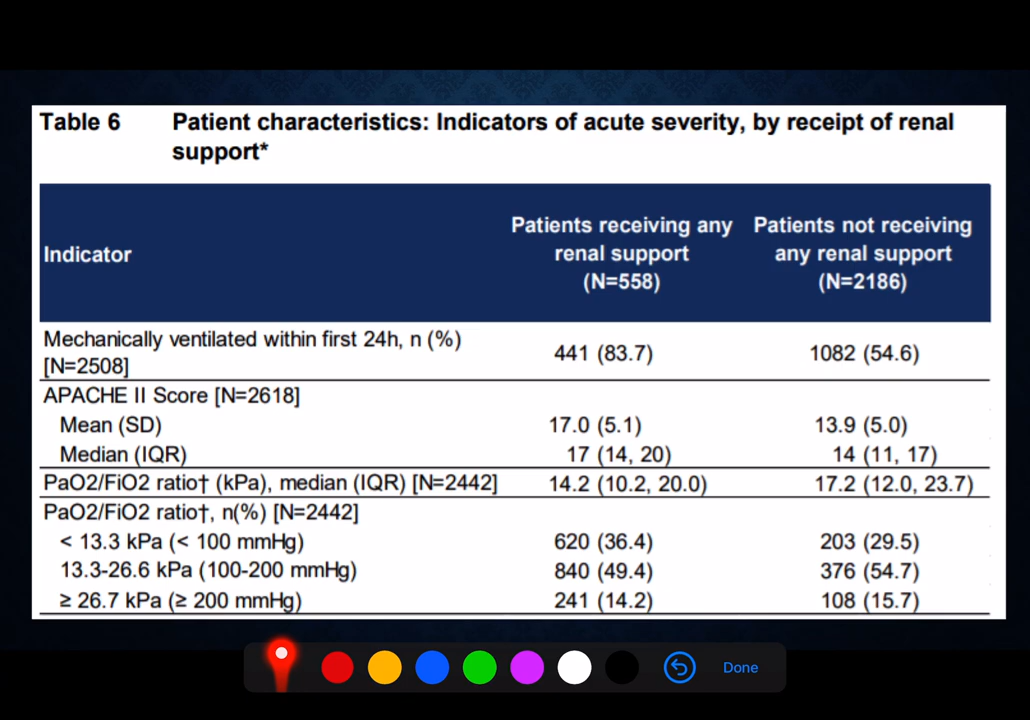 Table 6 Patient characteristics: Indicators of acute severity, by receipt of renal
support*
Indicator
Patients receiving any
renal support
(N=558)
Patients not receiving
any renal support
(N=2186)
Mechanically ventilated within first 24h, n (%)
[N=2508]
441 (83.7) 1082 (54.6)
APACHE II Score [N=2618]
Mean (SD) 17.0 (5.1) 13.9 (5.0)
Median (IQR) 17 (14, 20) 14 (11, 17)
PaO2/FiO2 ratio† (kPa), median (IQR) [N=2442] 14.2 (10.2, 20.0) 17.2 (12.0, 23.7)
PaO2/FiO2 ratio†, n(%) [N=2442]
< 13.3 kPa (< 100 mmHg) 620 (36.4) 203 (29.5)
13.3-26.6 kPa (100-200 mmHg) 840 (49.4) 376 (54.7)
≥ 26.7 kPa (≥ 200 mmHg) 241 (14.2) 108 (15.7)
Done